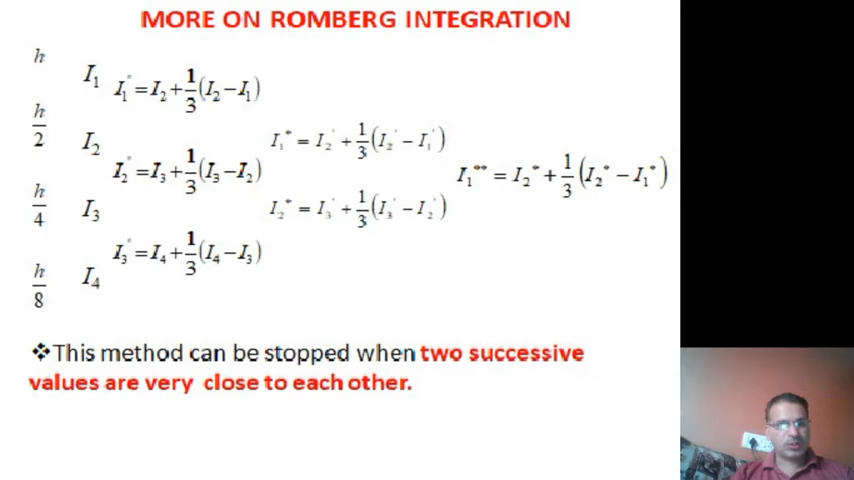 MORE ON ROMBERG INTEGRATION
h
I₁ I₁' = I₂ + 1/3 (I₂ − I₁)
h/2
I₂ I₁* = I₂' + 1/3 (I₂' − I₁')
I₂' = I₃ + 1/3 (I₃ − I₂) I₁** = I₂* + 1/3 (I₂* − I₁*)
h/4
I₃ I₂* = I₃' + 1/3 (I₃' − I₂')
I₃' = I₄ + 1/3 (I₄ − I₃)
h/8
I₄
❖This method can be stopped when two successive
values are very close to each other.